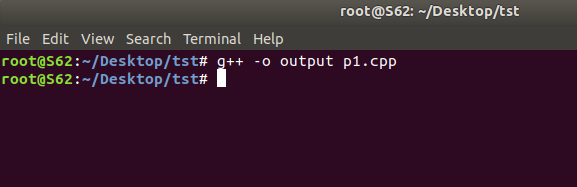 root@S62: ~/Desktop/tst
File Edit View Search Terminal Help
root@S62:~/Desktop/tst# g++ -o output p1.cpp
root@S62:~/Desktop/tst#